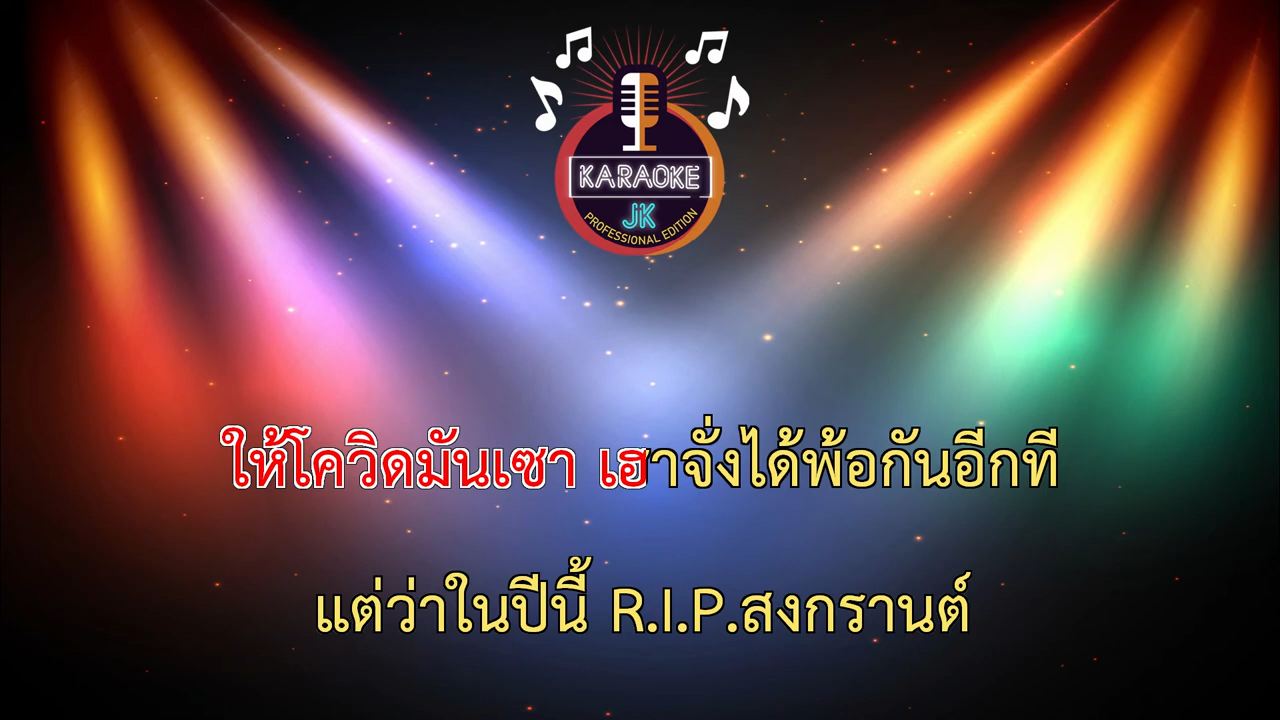 KARAOKE
JK
PROFESSIONAL EDITION
ให้โควิดมันเซา เฮาจั่งได้พ้อกันอีกที
แต่ว่าในปีนี้ R.I.P.สงกรานต์